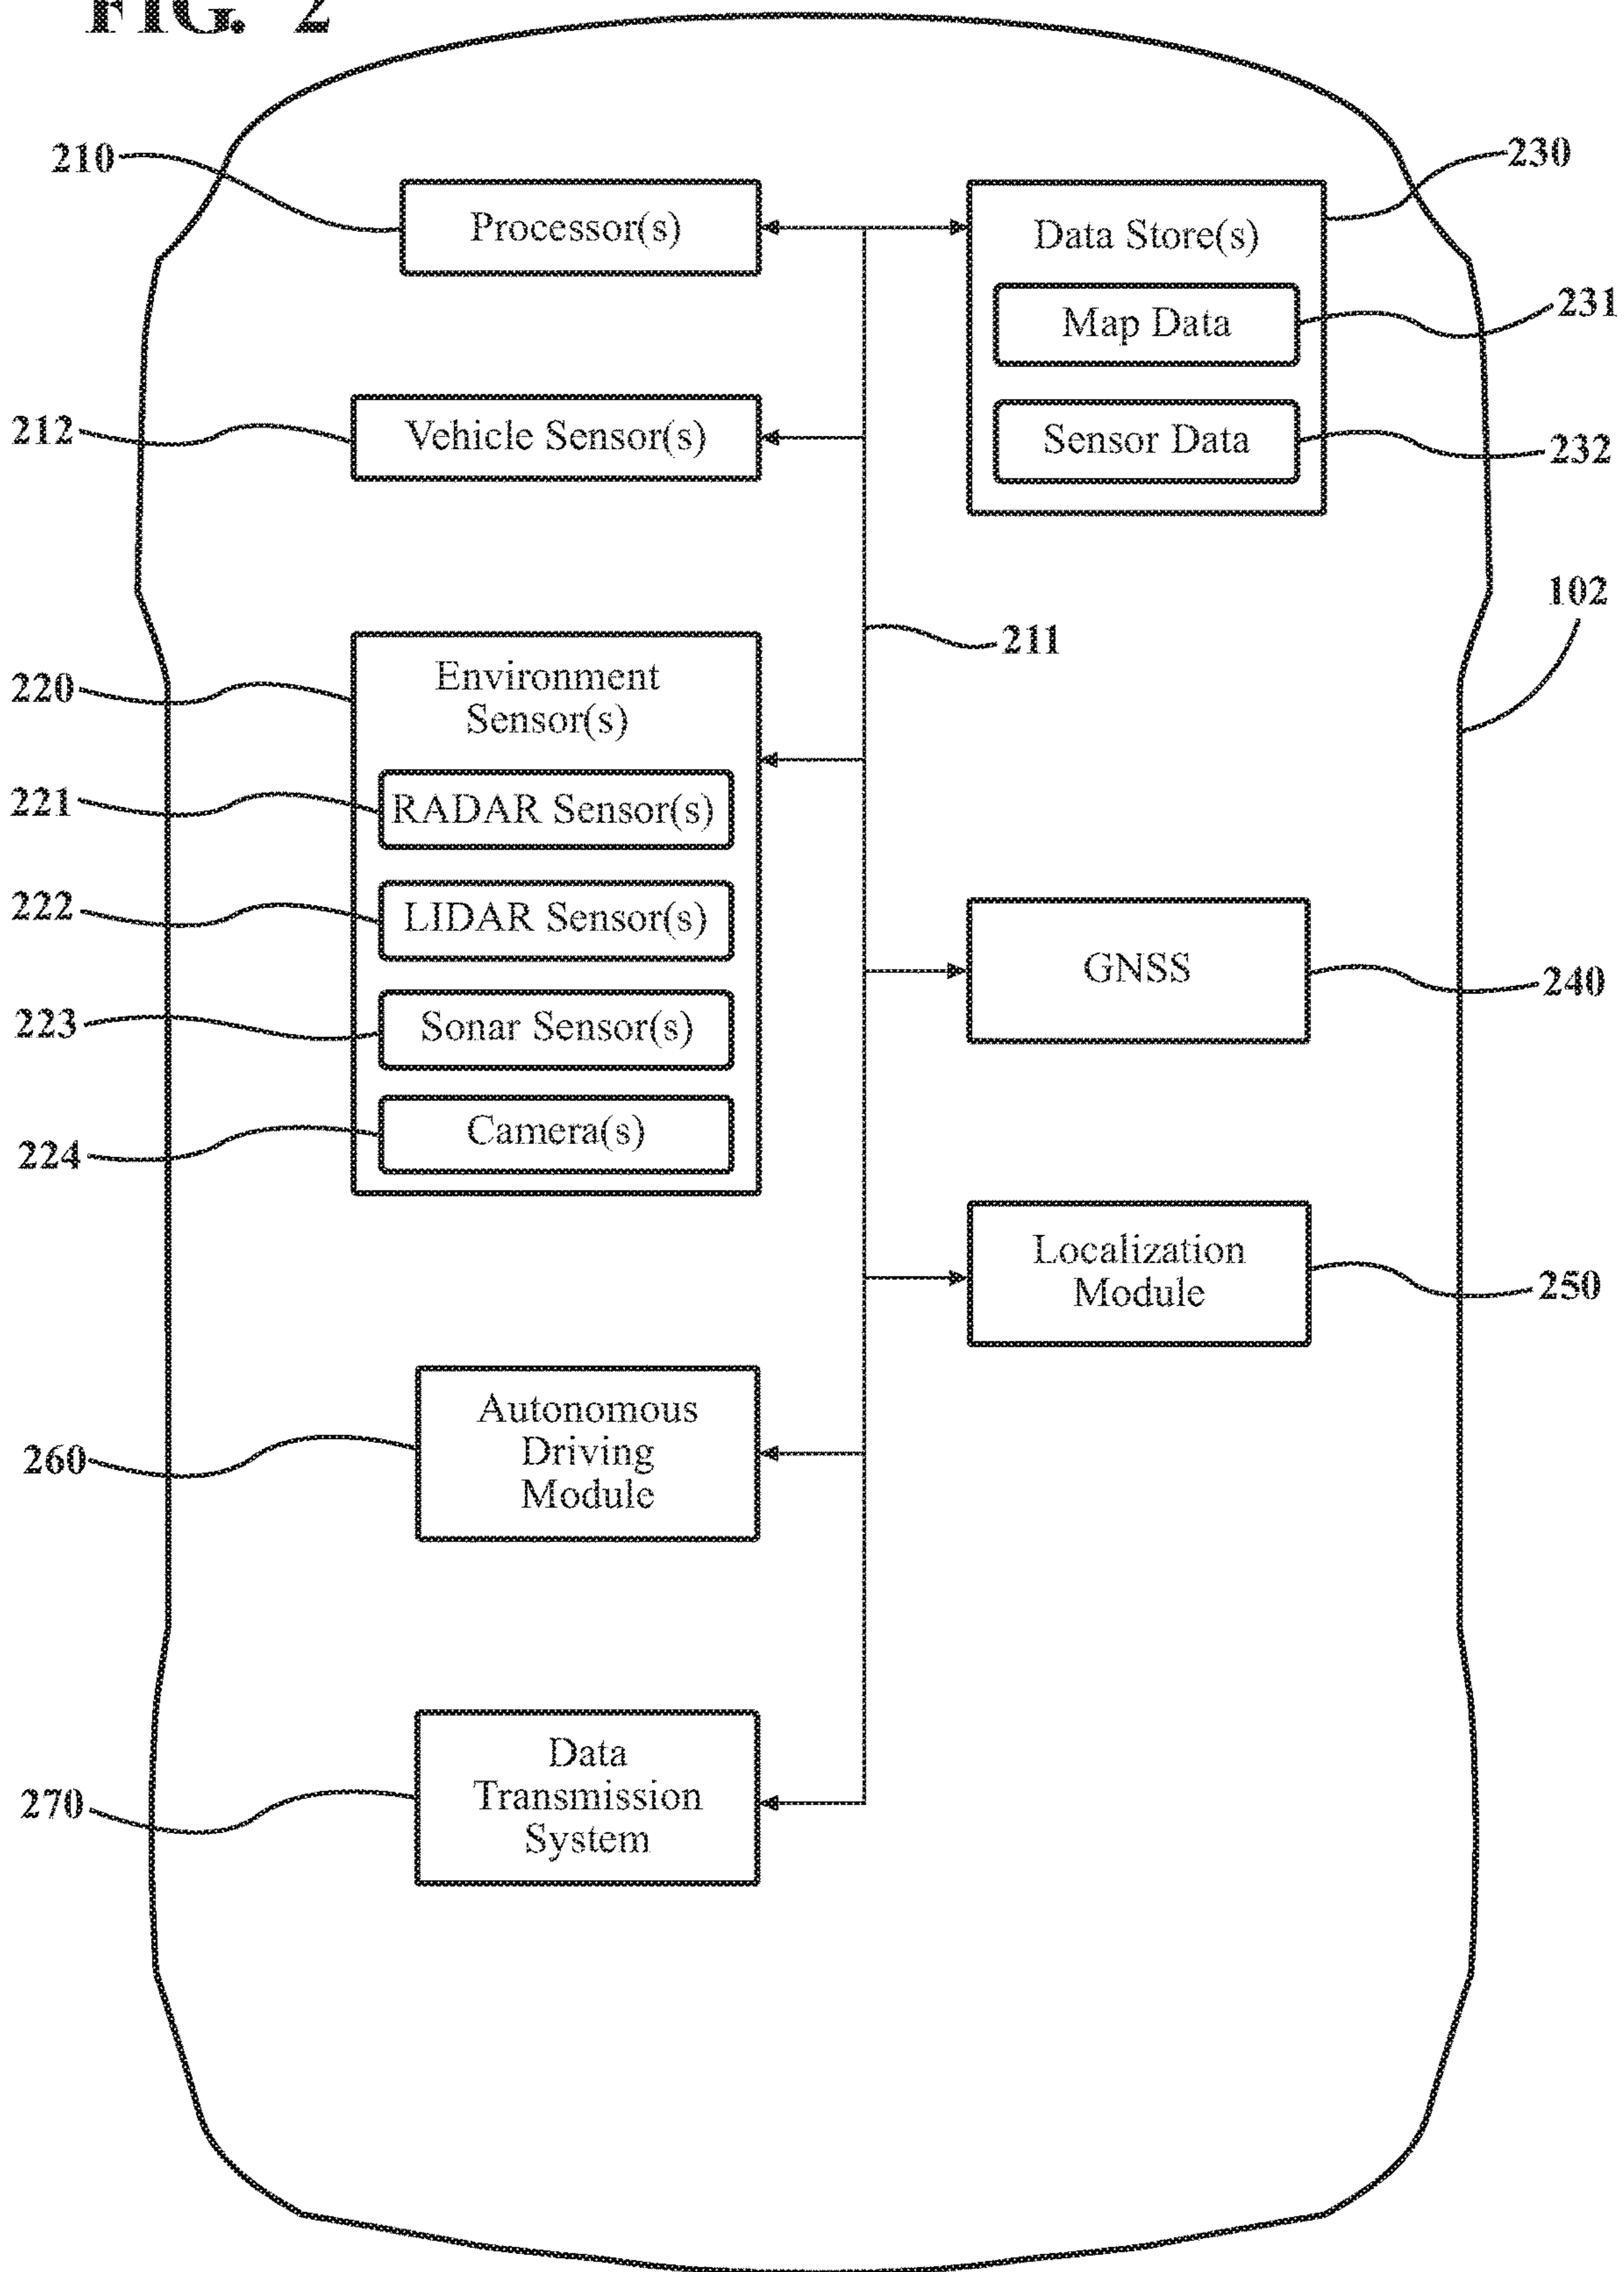 FIG. 2
210
Processor(s)
230
Data Store(s)
231
Map Data
212
Vehicle Sensor(s)
232
Sensor Data
102
211
220
Environment
Sensor(s)
221
RADAR Sensor(s)
222
LIDAR Sensor(s)
223
Sonar Sensor(s)
224
Camera(s)
GNSS
240
Localization
Module
250
260
Autonomous
Driving
Module
270
Data
Transmission
System